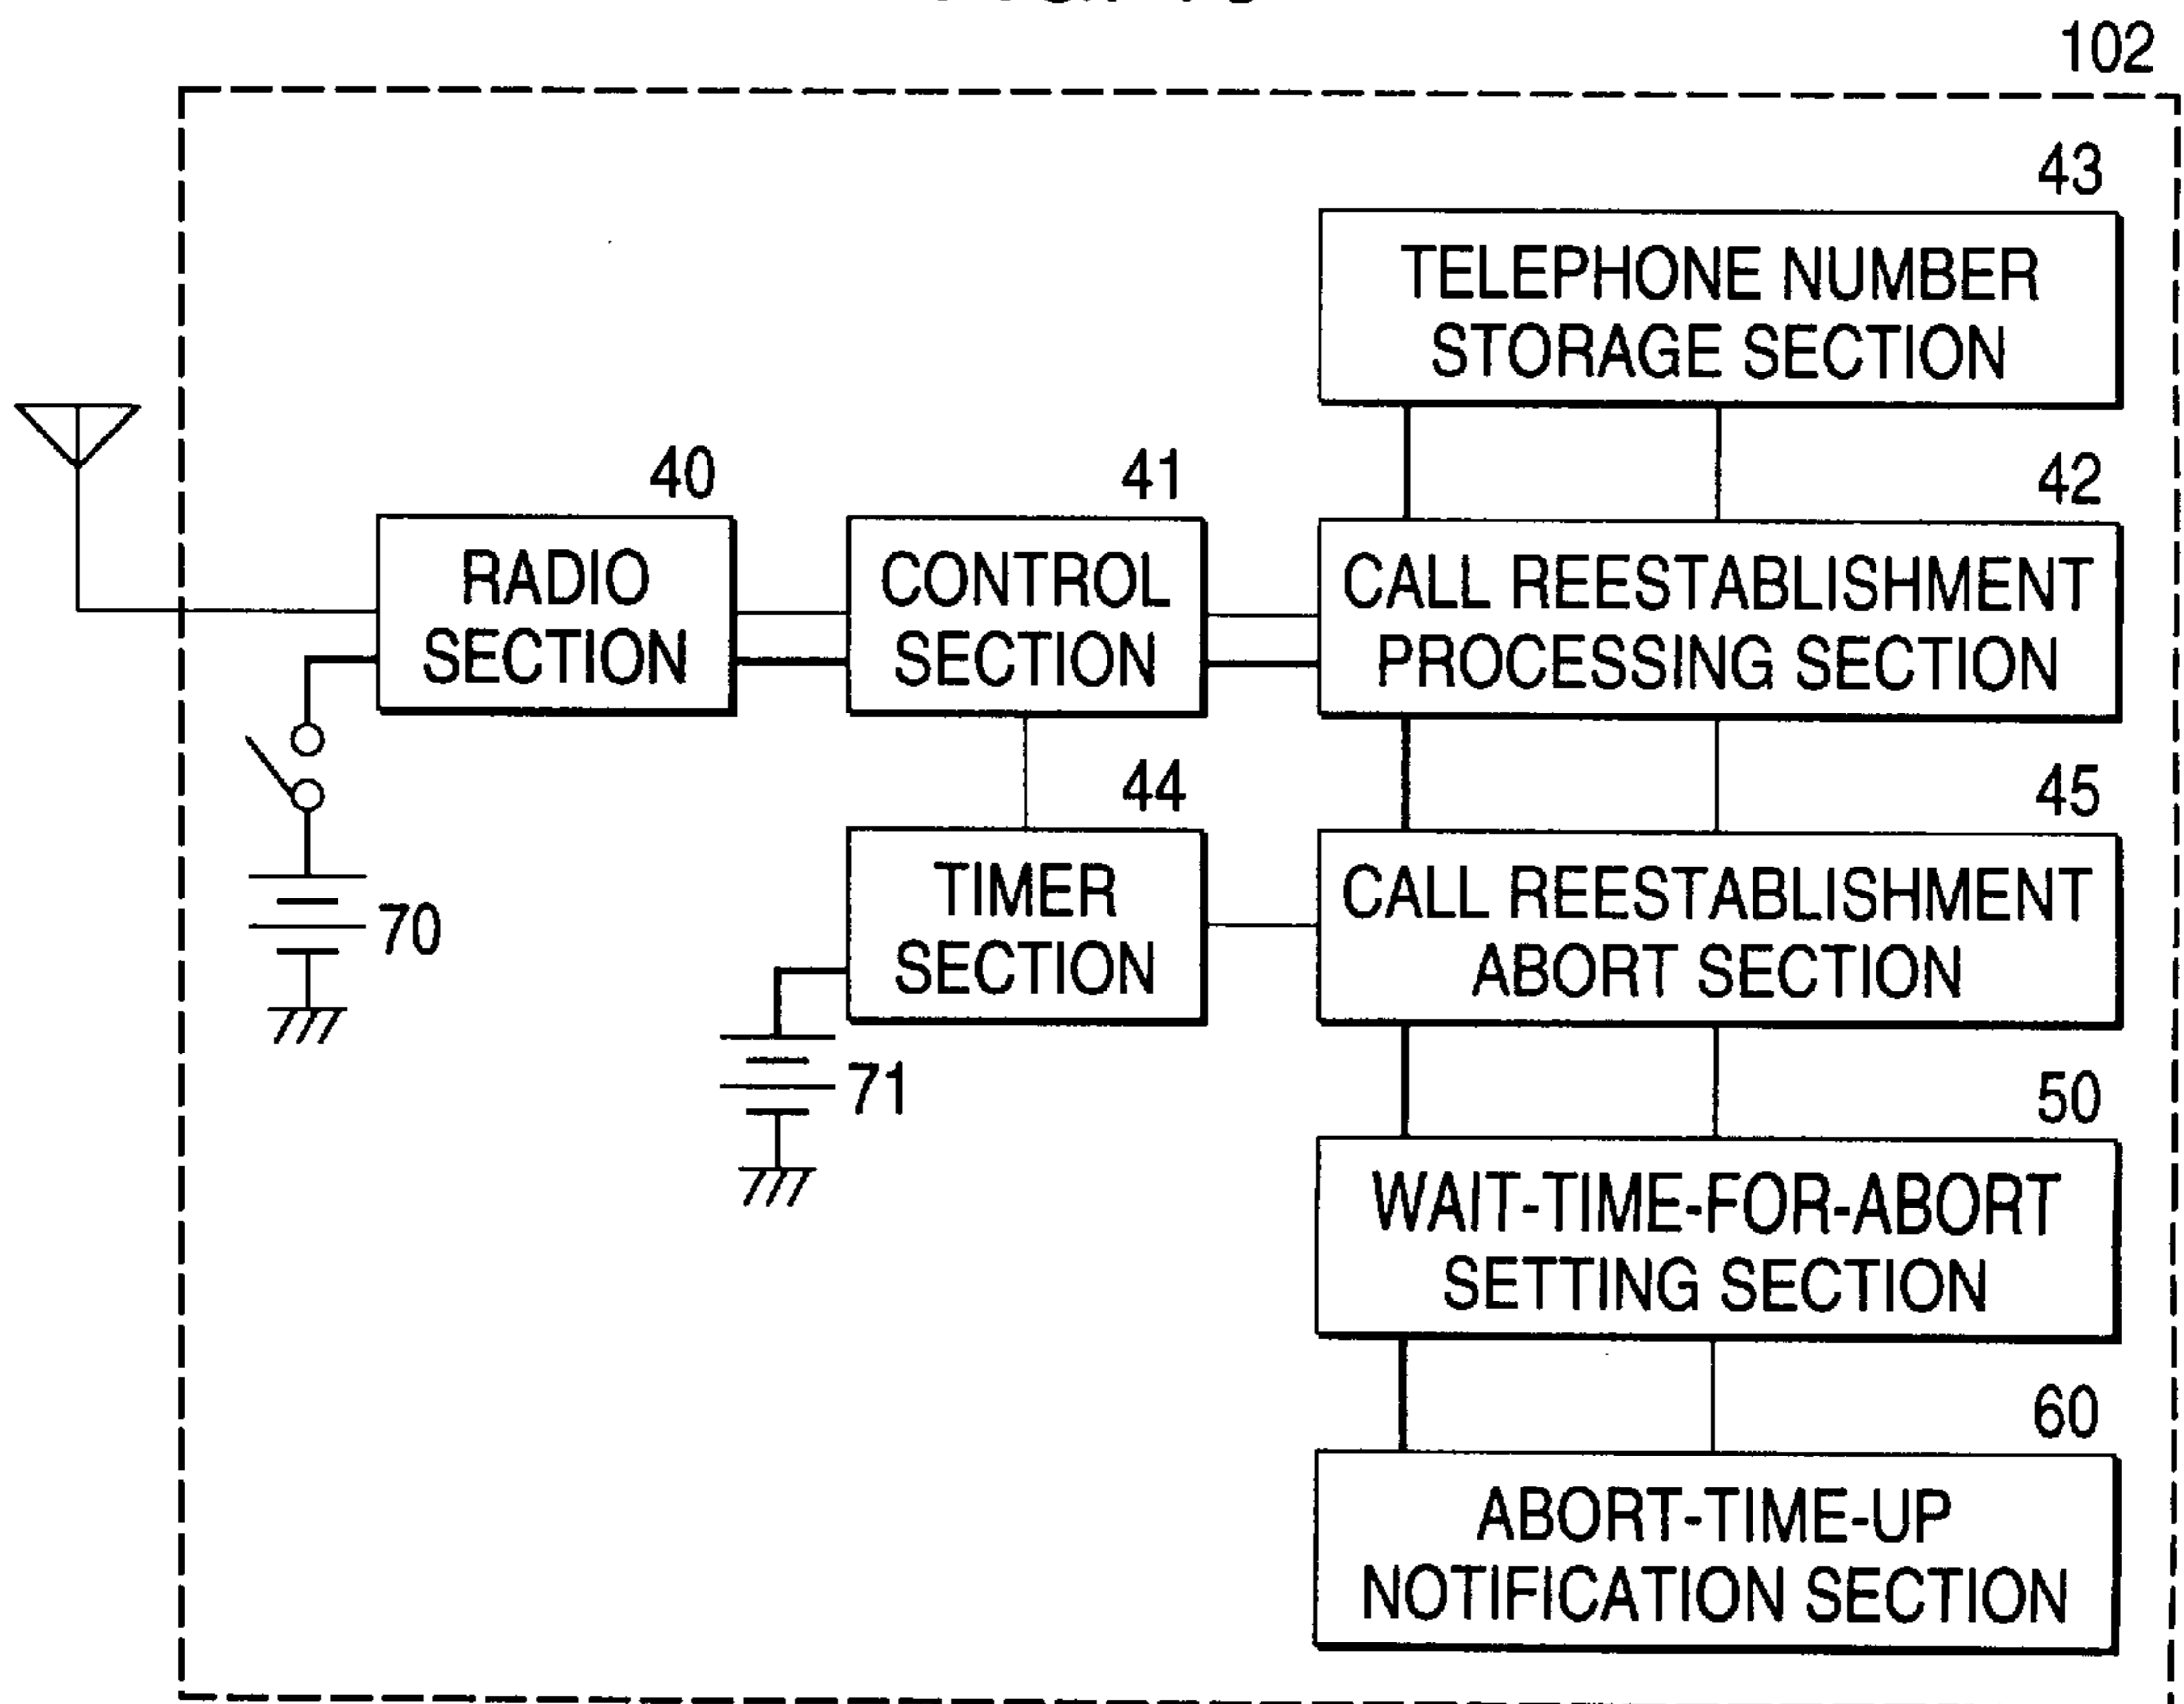 102
43
TELEPHONE NUMBER
STORAGE SECTION
40
41
42
RADIO
SECTION
CONTROL
SECTION
CALL REESTABLISHMENT
PROCESSING SECTION
44
45
TIMER
SECTION
CALL REESTABLISHMENT
ABORT SECTION
70
71
50
WAIT-TIME-FOR-ABORT
SETTING SECTION
60
ABORT-TIME-UP
NOTIFICATION SECTION